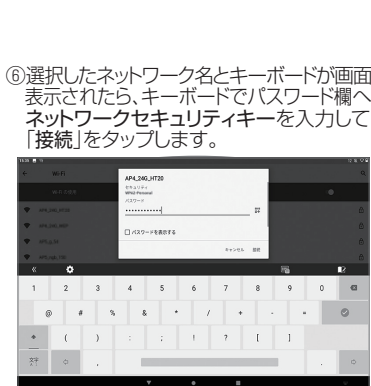 ⑥選択したネットワーク名とキーボードが画面
表示されたら、キーボードでパスワード欄へ
ネットワークセキュリティキーを入力して
「接続」をタップします。
Wi-Fi
AP4_24G_HT20
セキュリティ
WPA2-Personal
パスワード
••••••••••••
□ パスワードを表示する
キャンセル 接続
1 2 3 4 5 6 7 8 9 0
@ # % & * / + - =
( ) : ; ! ? [ ]
文字 , .